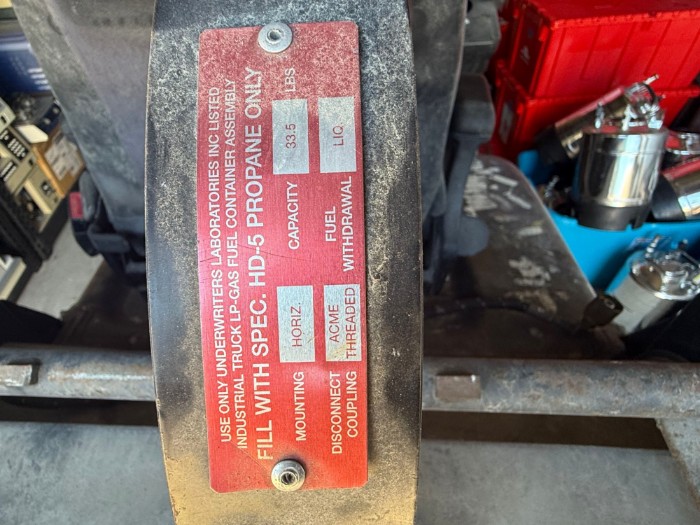 USE ONLY UNDERWRITERS LABORATORIES INC LISTED
INDUSTRIAL TRUCK LP-GAS FUEL CONTAINER ASSEMBLY
FILL WITH SPEC. HD-5 PROPANE ONLY
MOUNTING HORIZ. CAPACITY 33.5 LBS
DISCONNECT COUPLING ACME THREADED FUEL WITHDRAWAL LIQ.